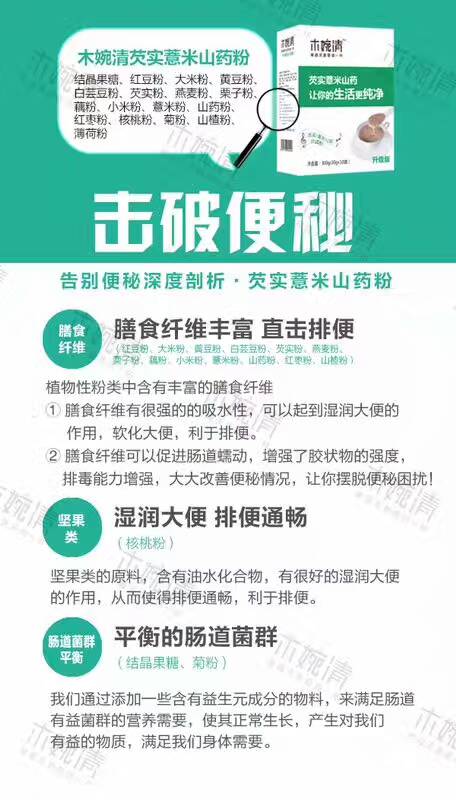 木婉清芡实薏米山药粉
结晶果糖、红豆粉、大米粉、黄豆粉、
白芸豆粉、芡实粉、燕麦粉、栗子粉、
藕粉、小米粉、薏米粉、山药粉、
红枣粉、核桃粉、菊粉、山楂粉、
薄荷粉
木婉清
芡实薏米山药
让你的生活更纯净
升级版
击破便秘
告别便秘深度剖析·芡实薏米山药粉
膳食
纤维
膳食纤维丰富 直击排便
（红豆粉、大米粉、黄豆粉、白芸豆粉、芡实粉、燕麦粉、
栗子粉、藕粉、小米粉、薏米粉、山药粉、红枣粉、山楂粉）
植物性粉类中含有丰富的膳食纤维
① 膳食纤维有很强的的吸水性，可以起到湿润大便的
作用，软化大便，利于排便。
② 膳食纤维可以促进肠道蠕动，增强了胶状物的强度，
排毒能力增强，大大改善便秘情况，让你摆脱便秘困扰！
坚果
类
湿润大便 排便通畅
（核桃粉）
坚果类的原料，含有油水化合物，有很好的湿润大便
的作用，从而使得排便通畅，利于排便。
肠道菌群
平衡
平衡的肠道菌群
（结晶果糖、菊粉）
我们通过添加一些含有益生元成分的物料，来满足肠道
有益菌群的营养需要，使其正常生长，产生对我们
有益的物质，满足我们身体需要。